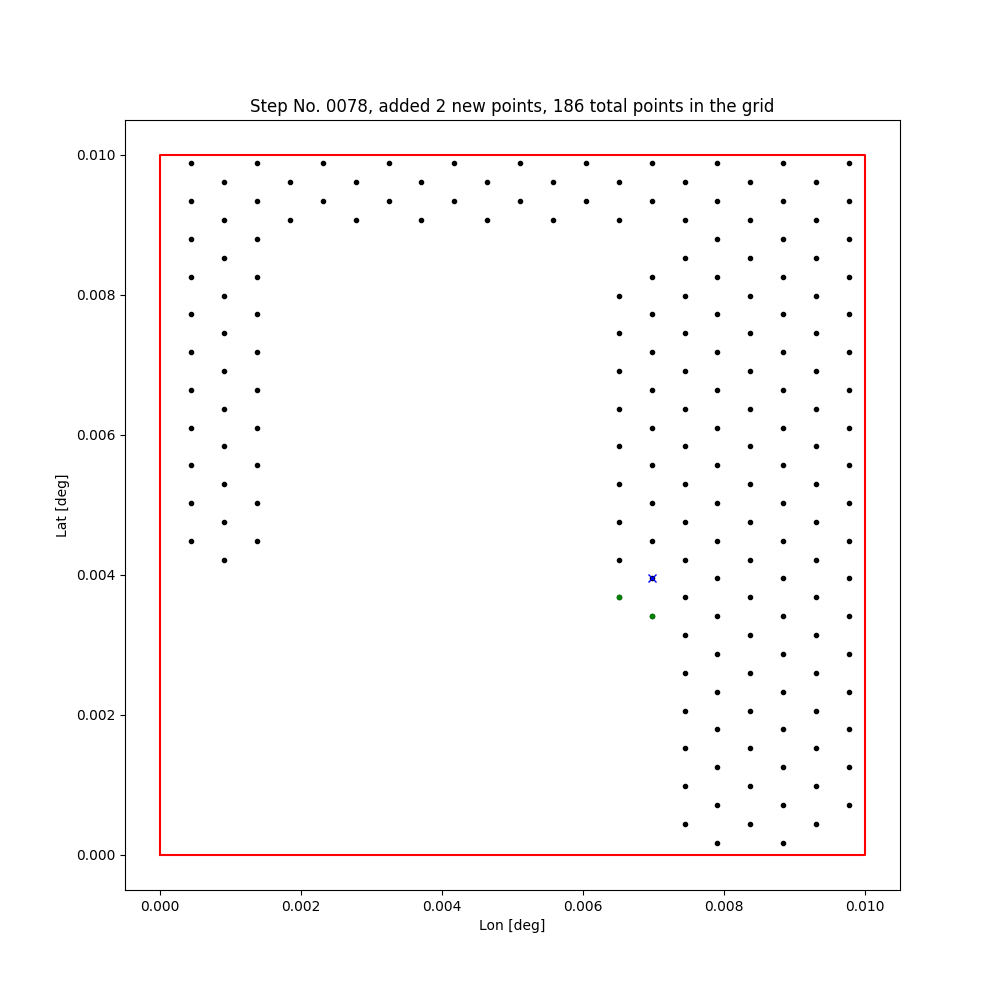 Step No. 0078, added 2 new points, 186 total points in the grid
0.010
0.008
0.006
0.004
0.002
0.000
Lat [deg]
0.000 0.002 0.004 0.006 0.008 0.010
Lon [deg]